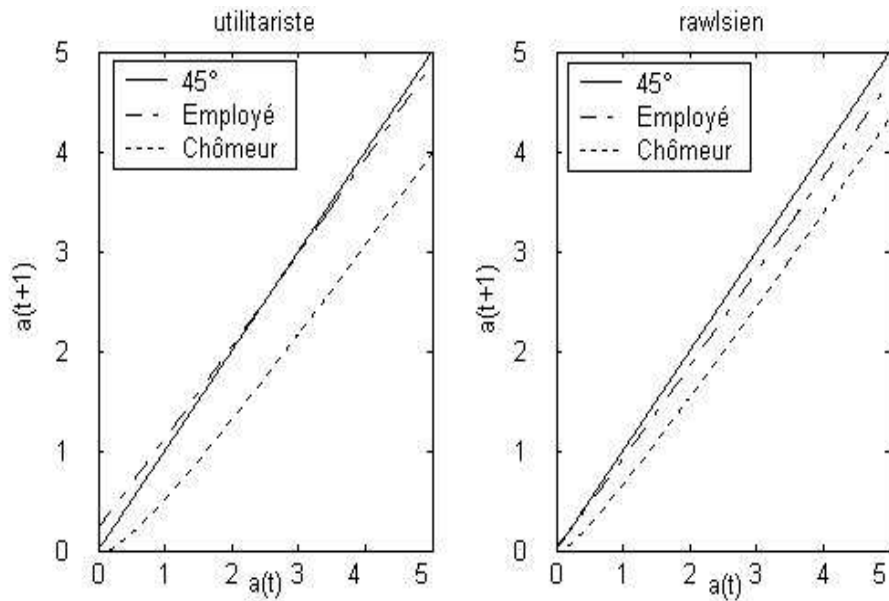 utilitariste
45°
Employé
Chômeur
a(t+1)
5
4
3
2
1
0
0 1 2 3 4 5
a(t)
rawlsien
45°
Employé
Chômeur
a(t+1)
5
4
3
2
1
0
0 1 2 3 4 5
a(t)